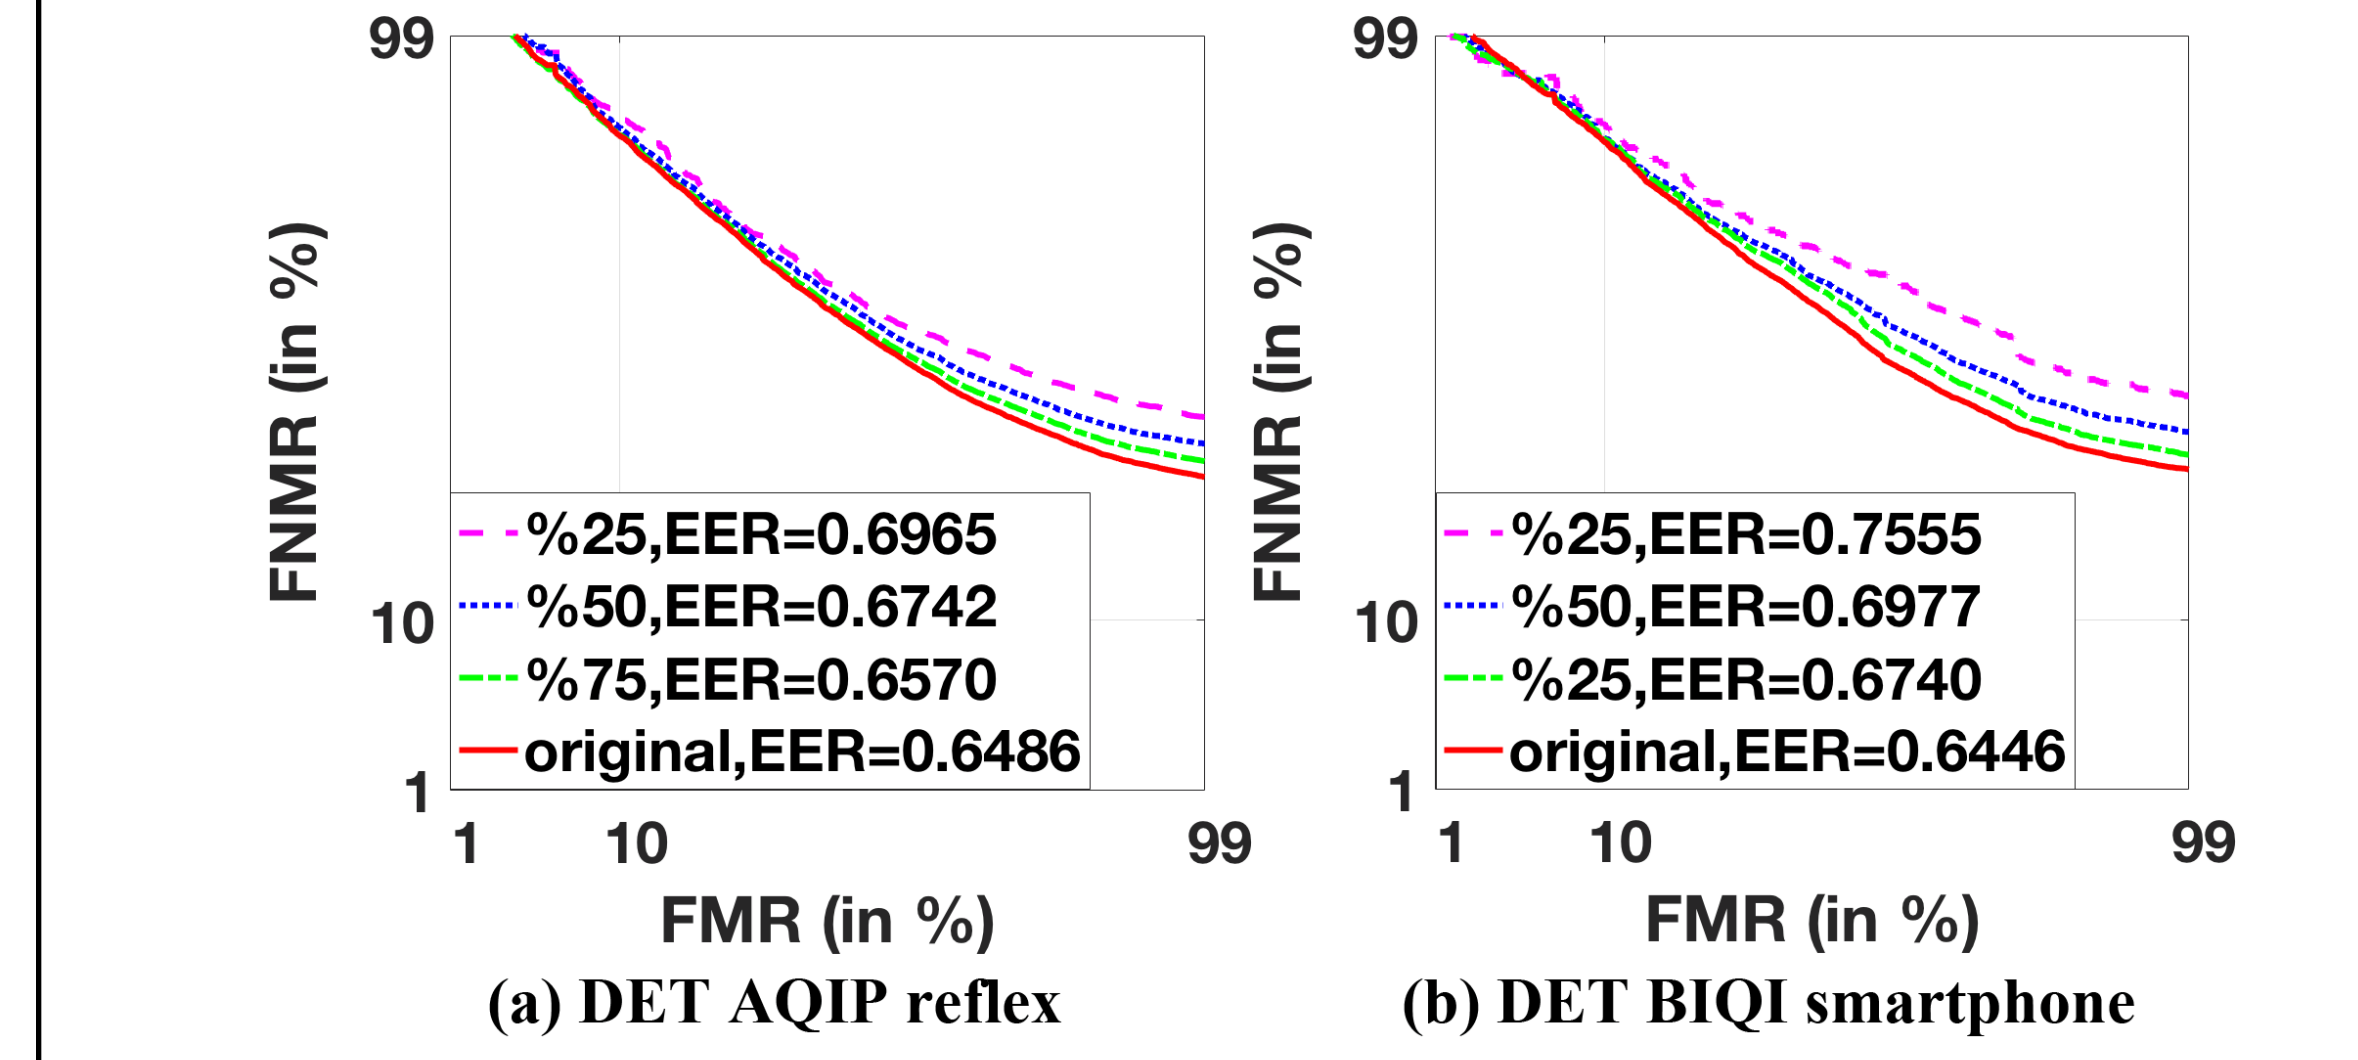 99
10
1
FNMR (in %)
%25,EER=0.6965
%50,EER=0.6742
%75,EER=0.6570
original,EER=0.6486
1 10 99
FMR (in %)
(a) DET AQIP reflex
99
10
1
FNMR (in %)
%25,EER=0.7555
%50,EER=0.6977
%25,EER=0.6740
original,EER=0.6446
1 10 99
FMR (in %)
(b) DET BIQI smartphone